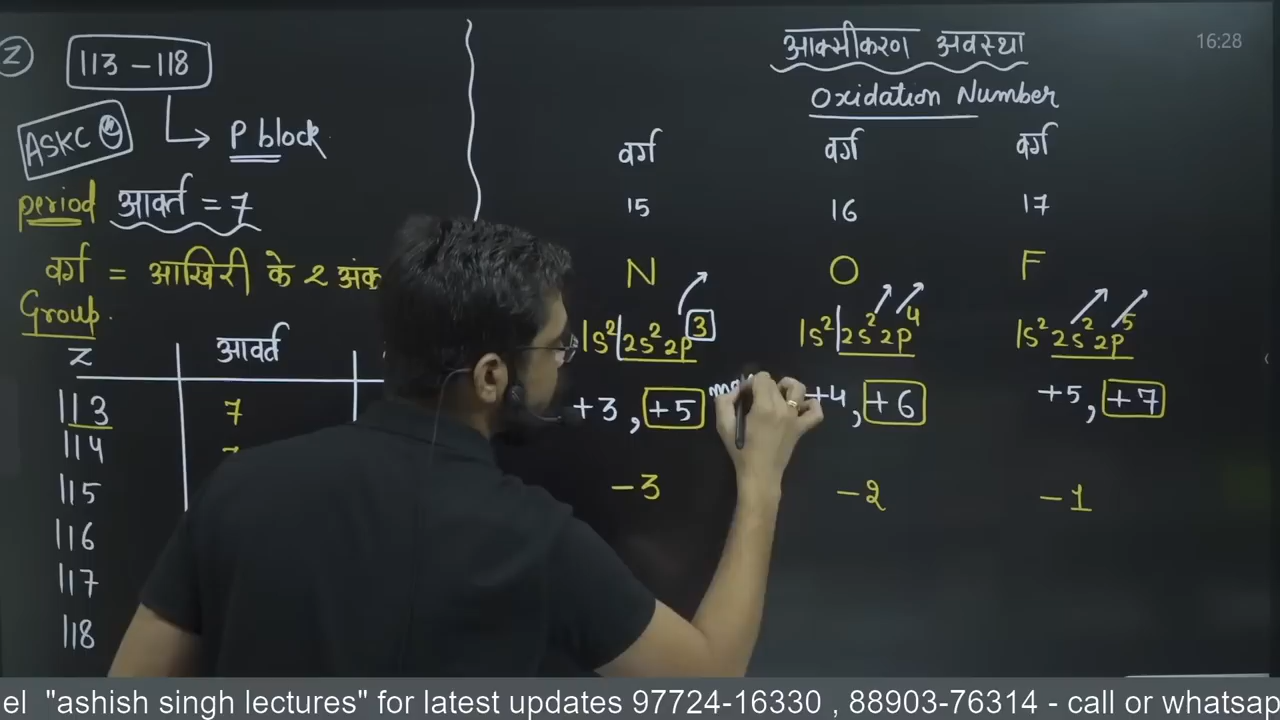 Z
113 – 118
ASKC
P block
period आवर्त = 7
वर्ग = आखिरी के 2 अंक
Group.
Z आवर्त
113 7
114
115
116
117
118
आक्सीकरण अवस्था
Oxidation Number
वर्ग वर्ग वर्ग
15 16 17
N O F
1s² 2s² 2p³ 1s² 2s² 2p⁴ 1s² 2s² 2p⁵
+3 , +5 +4 , +6 +5 , +7
–3 –2 –1
16:28
el "ashish singh lectures" for latest updates 97724-16330 , 88903-76314 - call or whatsap